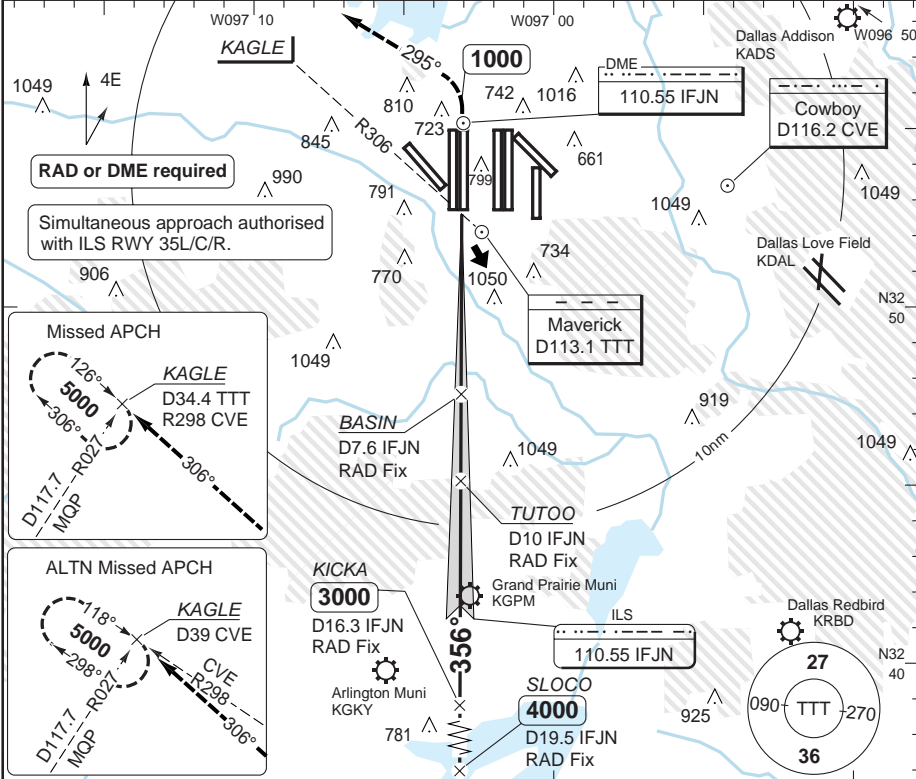 W097 10
W097 00
W096 50
Dallas Addison
KADS
KAGLE
295°
1000
DME
110.55 IFJN
Cowboy
D116.2 CVE
1049
4E
810
742
1016
723
845
R306
661
799
RAD or DME required
990
791
1049
1049
Simultaneous approach authorised
with ILS RWY 35L/C/R.
906
770
1050
734
Dallas Love Field
KDAL
N32
50
Maverick
D113.1 TTT
Missed APCH
126°
5000
306°
KAGLE
D34.4 TTT
R298 CVE
306°
R027
D117.7
MQP
1049
BASIN
D7.6 IFJN
RAD Fix
919
1049
1049
10nm
TUTOO
D10 IFJN
RAD Fix
ALTN Missed APCH
118°
5000
298°
KAGLE
D39 CVE
CVE
R298
306°
R027
D117.7
MQP
KICKA
3000
D16.3 IFJN
RAD Fix
Grand Prairie Muni
KGPM
ILS
110.55 IFJN
356°
Arlington Muni
KGKY
781
SLOCO
4000
D19.5 IFJN
RAD Fix
925
Dallas Redbird
KRBD
N32
40
27
090
TTT
270
36